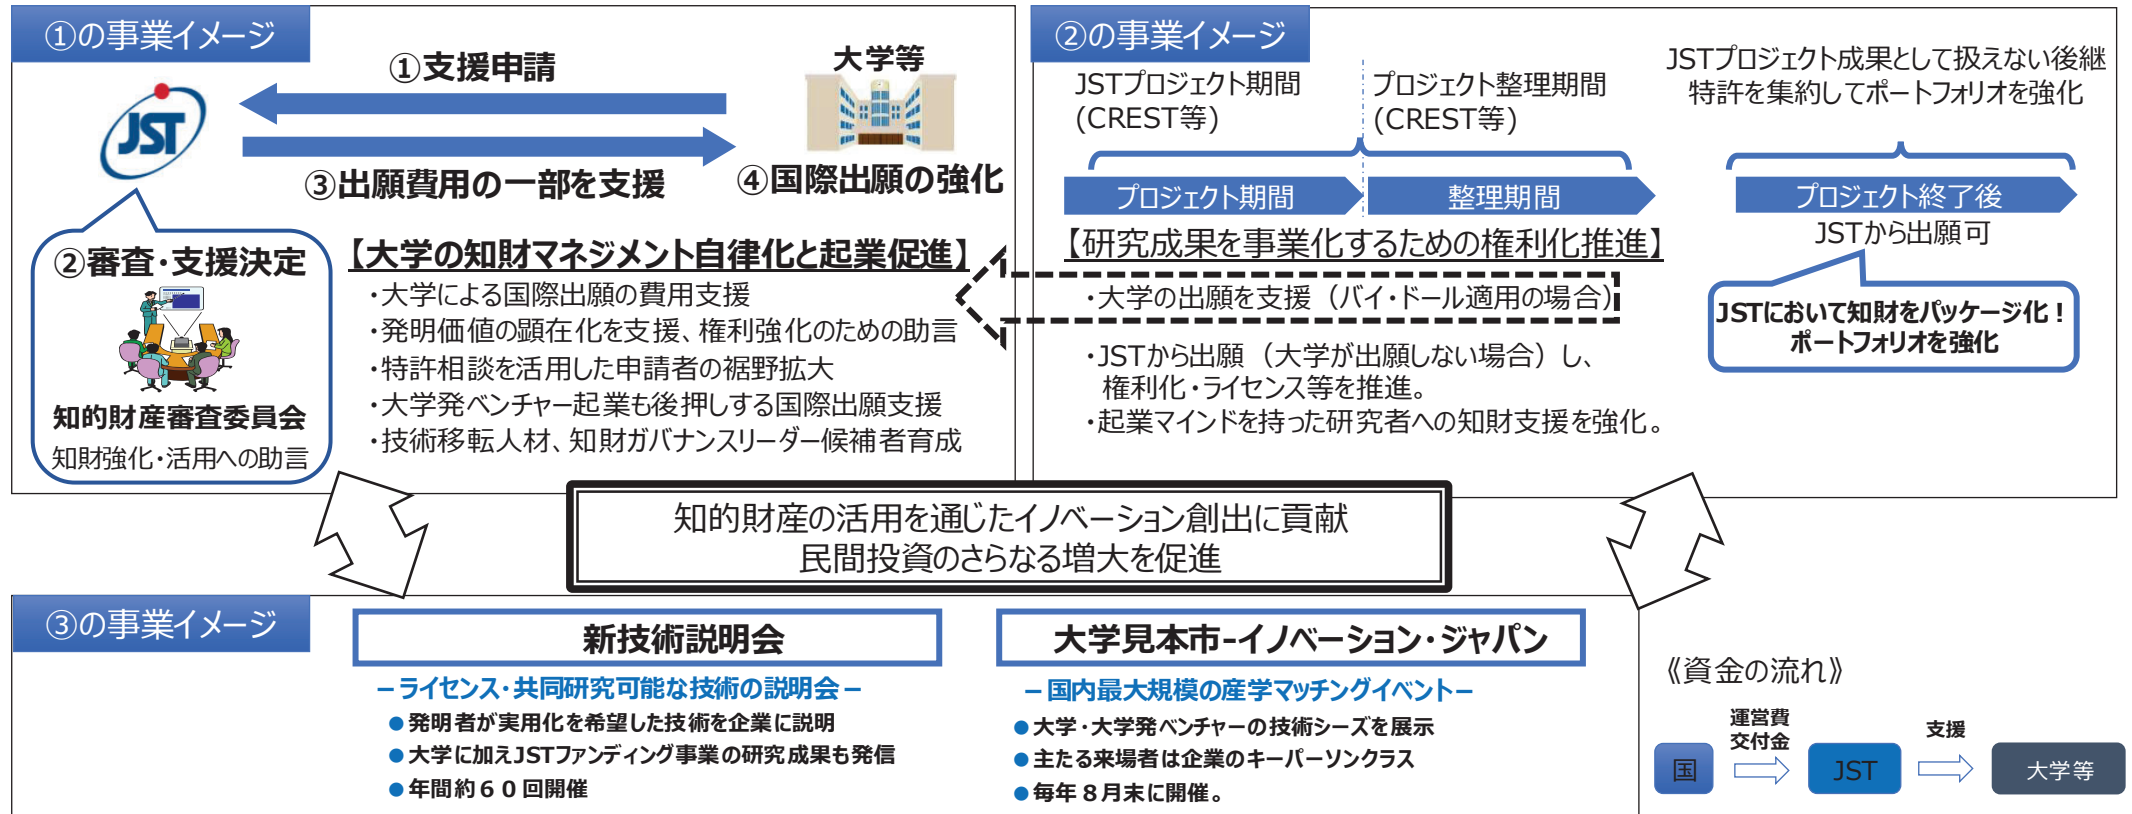 ①の事業イメージ
①支援申請
大学等
JST
③出願費用の一部を支援
④国際出願の強化
②審査・支援決定
知的財産審査委員会
知財強化・活用への助言
【大学の知財マネジメント自律化と起業促進】
・大学による国際出願の費用支援
・発明価値の顕在化を支援、権利強化のための助言
・特許相談を活用した申請者の裾野拡大
・大学発ベンチャー起業も後押しする国際出願支援
・技術移転人材、知財ガバナンスリーダー候補者育成
②の事業イメージ
JSTプロジェクト期間
(CREST等)
プロジェクト整理期間
(CREST等)
JSTプロジェクト成果として扱えない後継
特許を集約してポートフォリオを強化
プロジェクト期間
整理期間
プロジェクト終了後
JSTから出願可
【研究成果を事業化するための権利化推進】
・大学の出願を支援（バイ・ドール適用の場合）
・JSTから出願（大学が出願しない場合）し、
権利化・ライセンス等を推進。
・起業マインドを持った研究者への知財支援を強化。
JSTにおいて知財をパッケージ化！
ポートフォリオを強化
知的財産の活用を通じたイノベーション創出に貢献
民間投資のさらなる増大を促進
③の事業イメージ
新技術説明会
－ライセンス・共同研究可能な技術の説明会－
●発明者が実用化を希望した技術を企業に説明
●大学に加えJSTファンディング事業の研究成果も発信
●年間約６０回開催
大学見本市-イノベーション・ジャパン
－国内最大規模の産学マッチングイベント－
●大学・大学発ベンチャーの技術シーズを展示
●主たる来場者は企業のキーパーソンクラス
●毎年８月末に開催。
《資金の流れ》
国
運営費
交付金
JST
支援
大学等